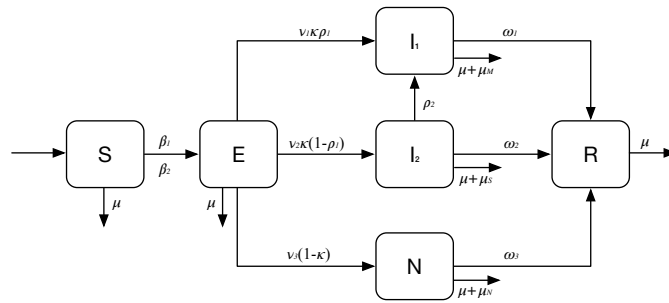 ν₁κρ₁
I₁
ω₁
μ+μ_M
ρ₂
S
β₁
β₂
E
ν₂κ(1-ρ₁)
I₂
ω₂
μ+μ_S
R
μ
μ
μ
ν₃(1-κ)
N
ω₃
μ+μ_N